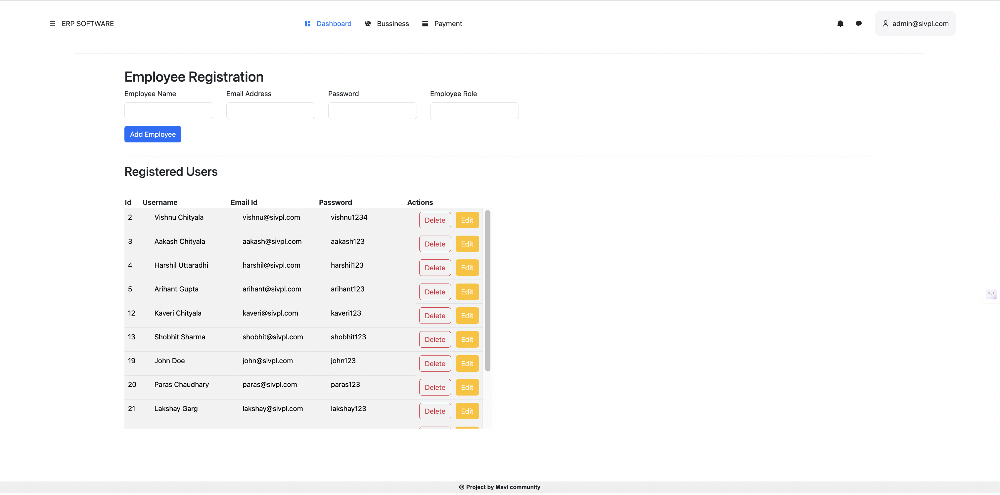 ERP SOFTWARE Dashboard Bussiness Payment admin@sivpl.com
Employee Registration
Employee Name Email Address Password Employee Role
Add Employee
Registered Users
Id Username Email Id Password Actions
2 Vishnu Chityala vishnu@sivpl.com vishnu1234 Delete Edit
3 Aakash Chityala aakash@sivpl.com aakash123 Delete Edit
4 Harshil Uttaradhi harshil@sivpl.com harshil123 Delete Edit
5 Arihant Gupta arihant@sivpl.com arihant123 Delete Edit
12 Kaveri Chityala kaveri@sivpl.com kaveri123 Delete Edit
13 Shobhit Sharma shobhit@sivpl.com shobhit123 Delete Edit
19 John Doe john@sivpl.com john123 Delete Edit
20 Paras Chaudhary paras@sivpl.com paras123 Delete Edit
21 Lakshay Garg lakshay@sivpl.com lakshay123 Delete Edit
© Project by Mavi community